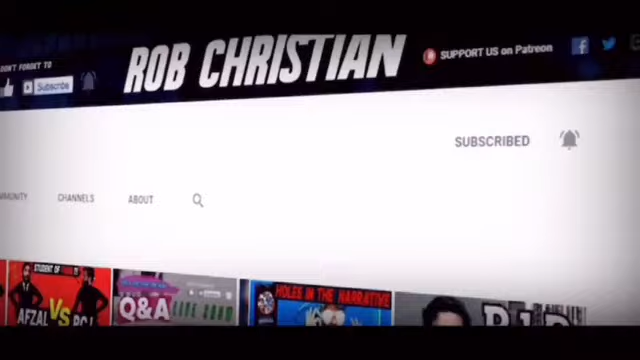 DON'T FORGET TO
Subscribe
ROB CHRISTIAN
SUPPORT US on Patreon
SUBSCRIBED
CHANNELS
ABOUT
STUDENT OF
AFZAL VS
Q&A
HOLES IN THE NARRATIVE